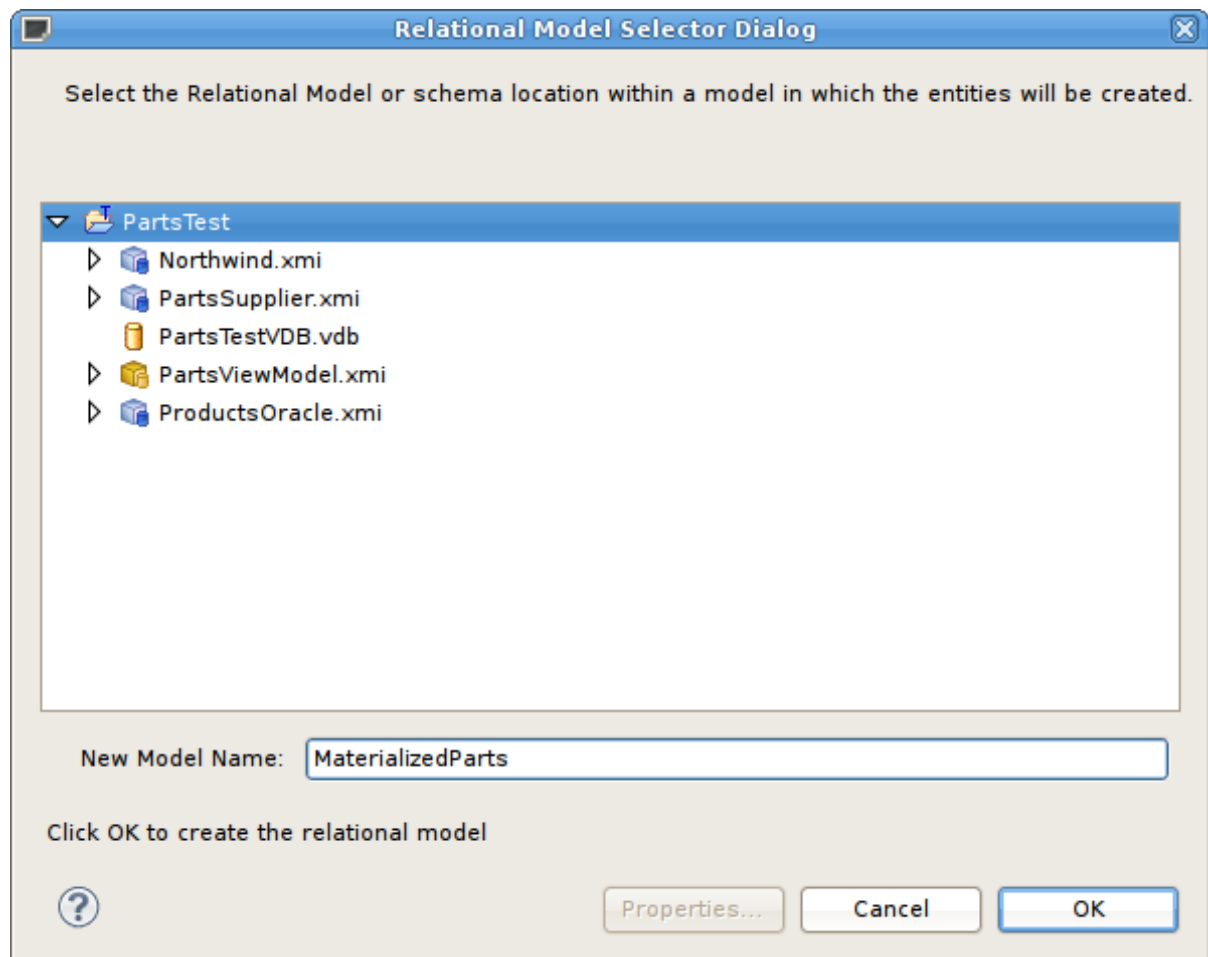 Relational Model Selector Dialog
Select the Relational Model or schema location within a model in which the entities will be created.
PartsTest
Northwind.xmi
PartsSupplier.xmi
PartsTestVDB.vdb
PartsViewModel.xmi
ProductsOracle.xmi
New Model Name: MaterializedParts
Click OK to create the relational model
? Properties... Cancel OK